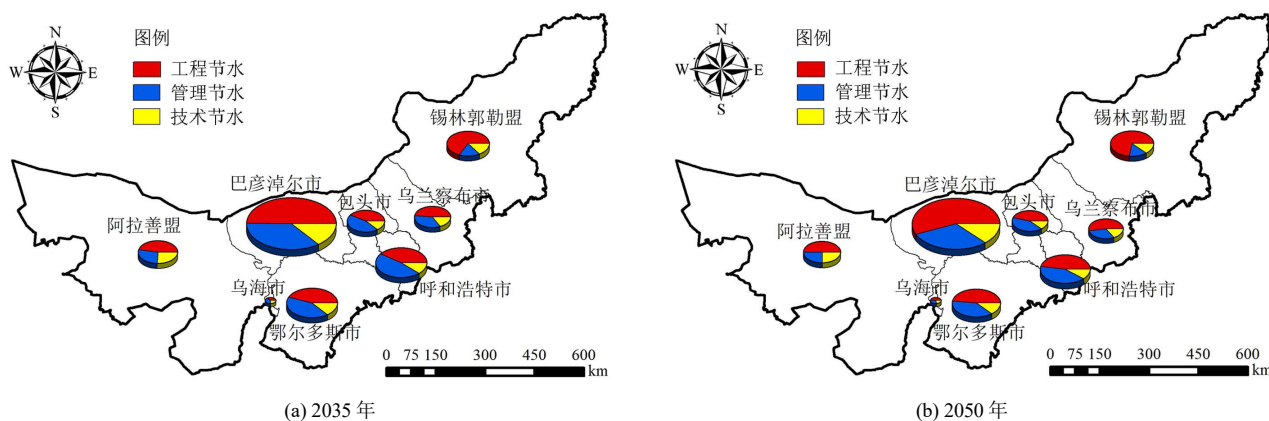 N
W
E
S
图例
工程节水
管理节水
技术节水
锡林郭勒盟
巴彦淖尔市
包头市
乌兰察布市
阿拉善盟
乌海市
呼和浩特市
鄂尔多斯市
0 75 150 300 450 600
km
(a) 2035 年
N
W
E
S
图例
工程节水
管理节水
技术节水
锡林郭勒盟
巴彦淖尔市
包头市
乌兰察布市
阿拉善盟
乌海市
呼和浩特市
鄂尔多斯市
0 75 150 300 450 600
km
(b) 2050 年